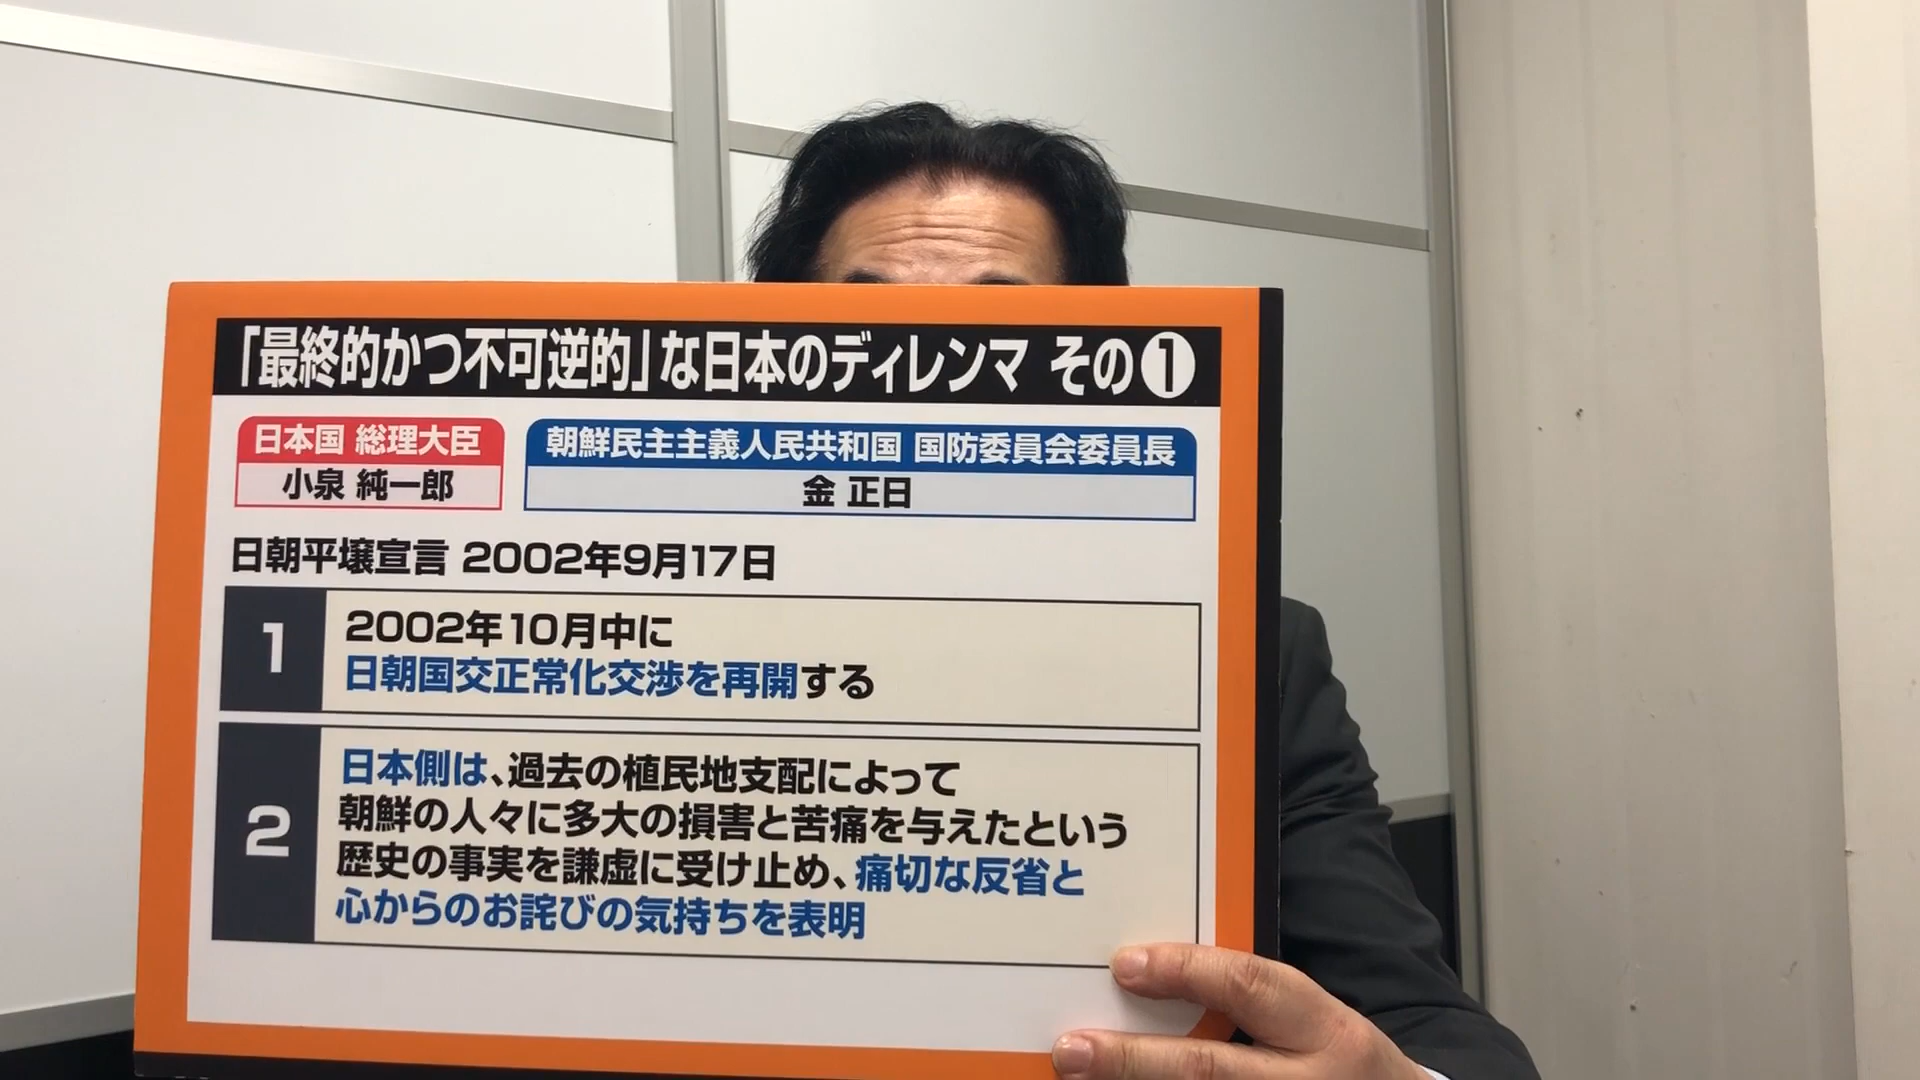 「最終的かつ不可逆的」な日本のディレンマ その❶
日本国 総理大臣
小泉 純一郎
朝鮮民主主義人民共和国 国防委員会委員長
金 正日
日朝平壌宣言 2002年9月17日
1
2002年10月中に
日朝国交正常化交渉を再開する
2
日本側は、過去の植民地支配によって
朝鮮の人々に多大の損害と苦痛を与えたという
歴史の事実を謙虚に受け止め、痛切な反省と
心からのお詫びの気持ちを表明